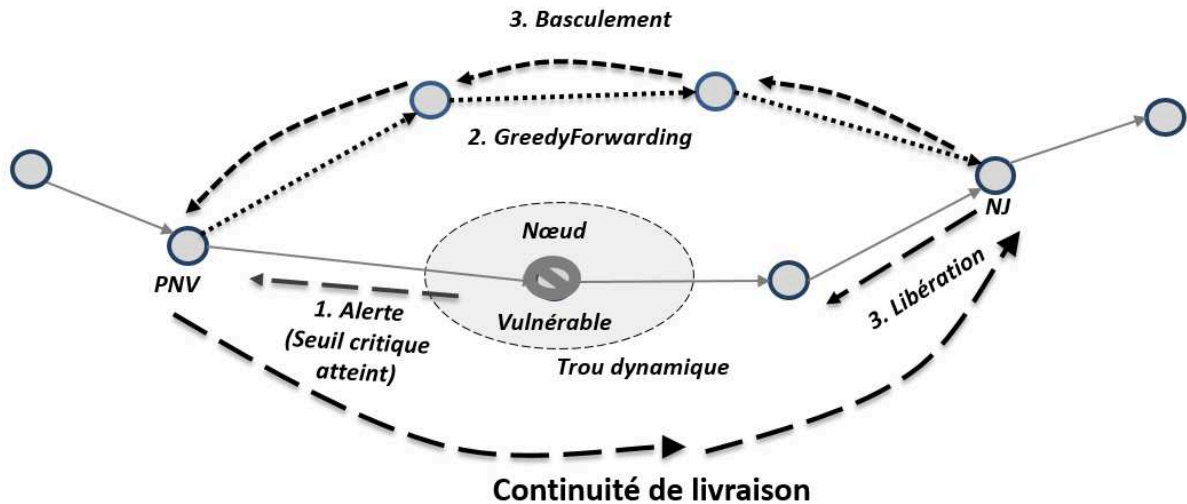 3. Basculement
2. GreedyForwarding
NJ
Nœud
PNV
1. Alerte
(Seuil critique
atteint)
Vulnérable
3. Libération
Trou dynamique
Continuité de livraison